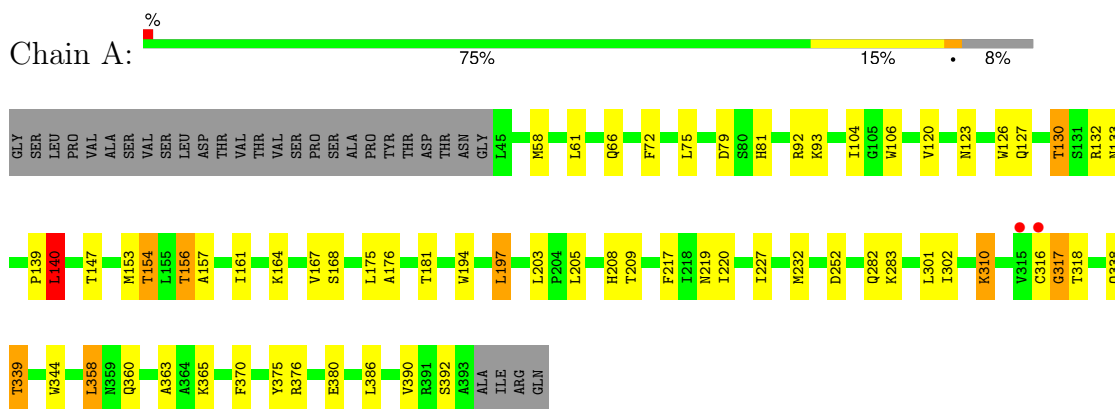 %
Chain A:
75% 15% • 8%
GLY SER LEU PRO VAL ALA SER VAL SER LEU ASP THR VAL THR VAL SER PRO SER ALA PRO TYR THR ASP THR ASN GLY L45 M58 L61 Q66 F72 L75 D79 S80 H81 R92 K93 I104 G105 W106 V120 N123 W126 Q127 T130 S131 R132
P139 L140 T147 M153 T154 L155 T156 A157 I161 K164 V167 S168 L175 A176 T181 W194 L197 L203 P204 L205 H208 T209 F217 I218 N219 I220 I227 M232 D252 Q282 K283 L301 I302 K310 V315 C316 G317 T318
T339 W344 L358 N359 Q360 A363 A364 K365 F370 Y375 R376 E380 L386 V390 R391 S392 A393 ALA ILE ARG GLN